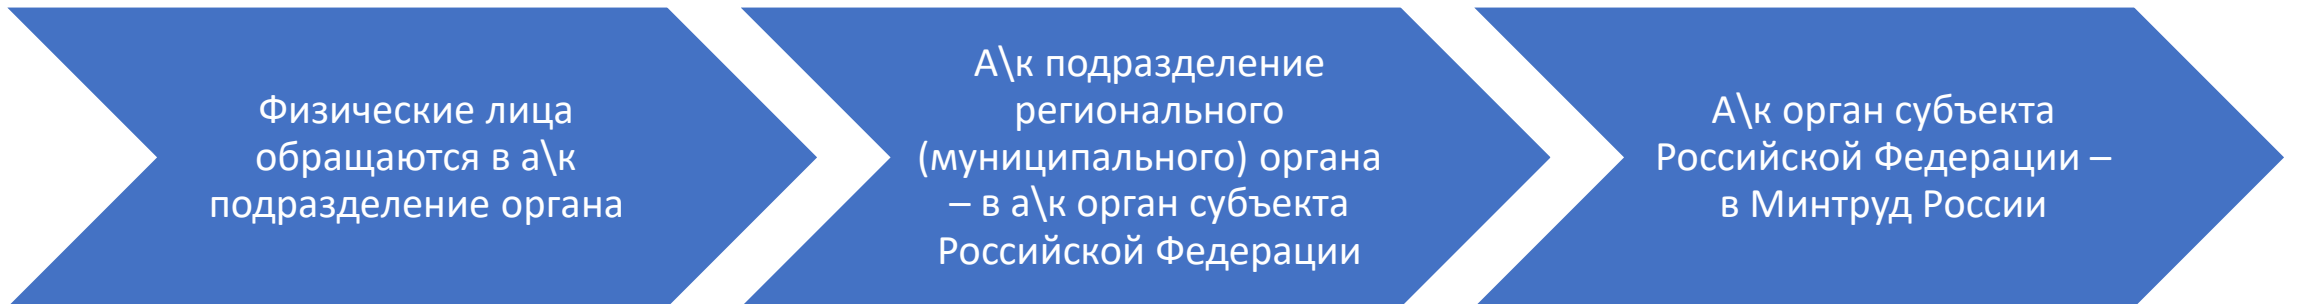 Физические лица
обращаются в а\к
подразделение органа
А\к подразделение
регионального
(муниципального) органа
– в а\к орган субъекта
Российской Федерации
А\к орган субъекта
Российской Федерации –
в Минтруд России